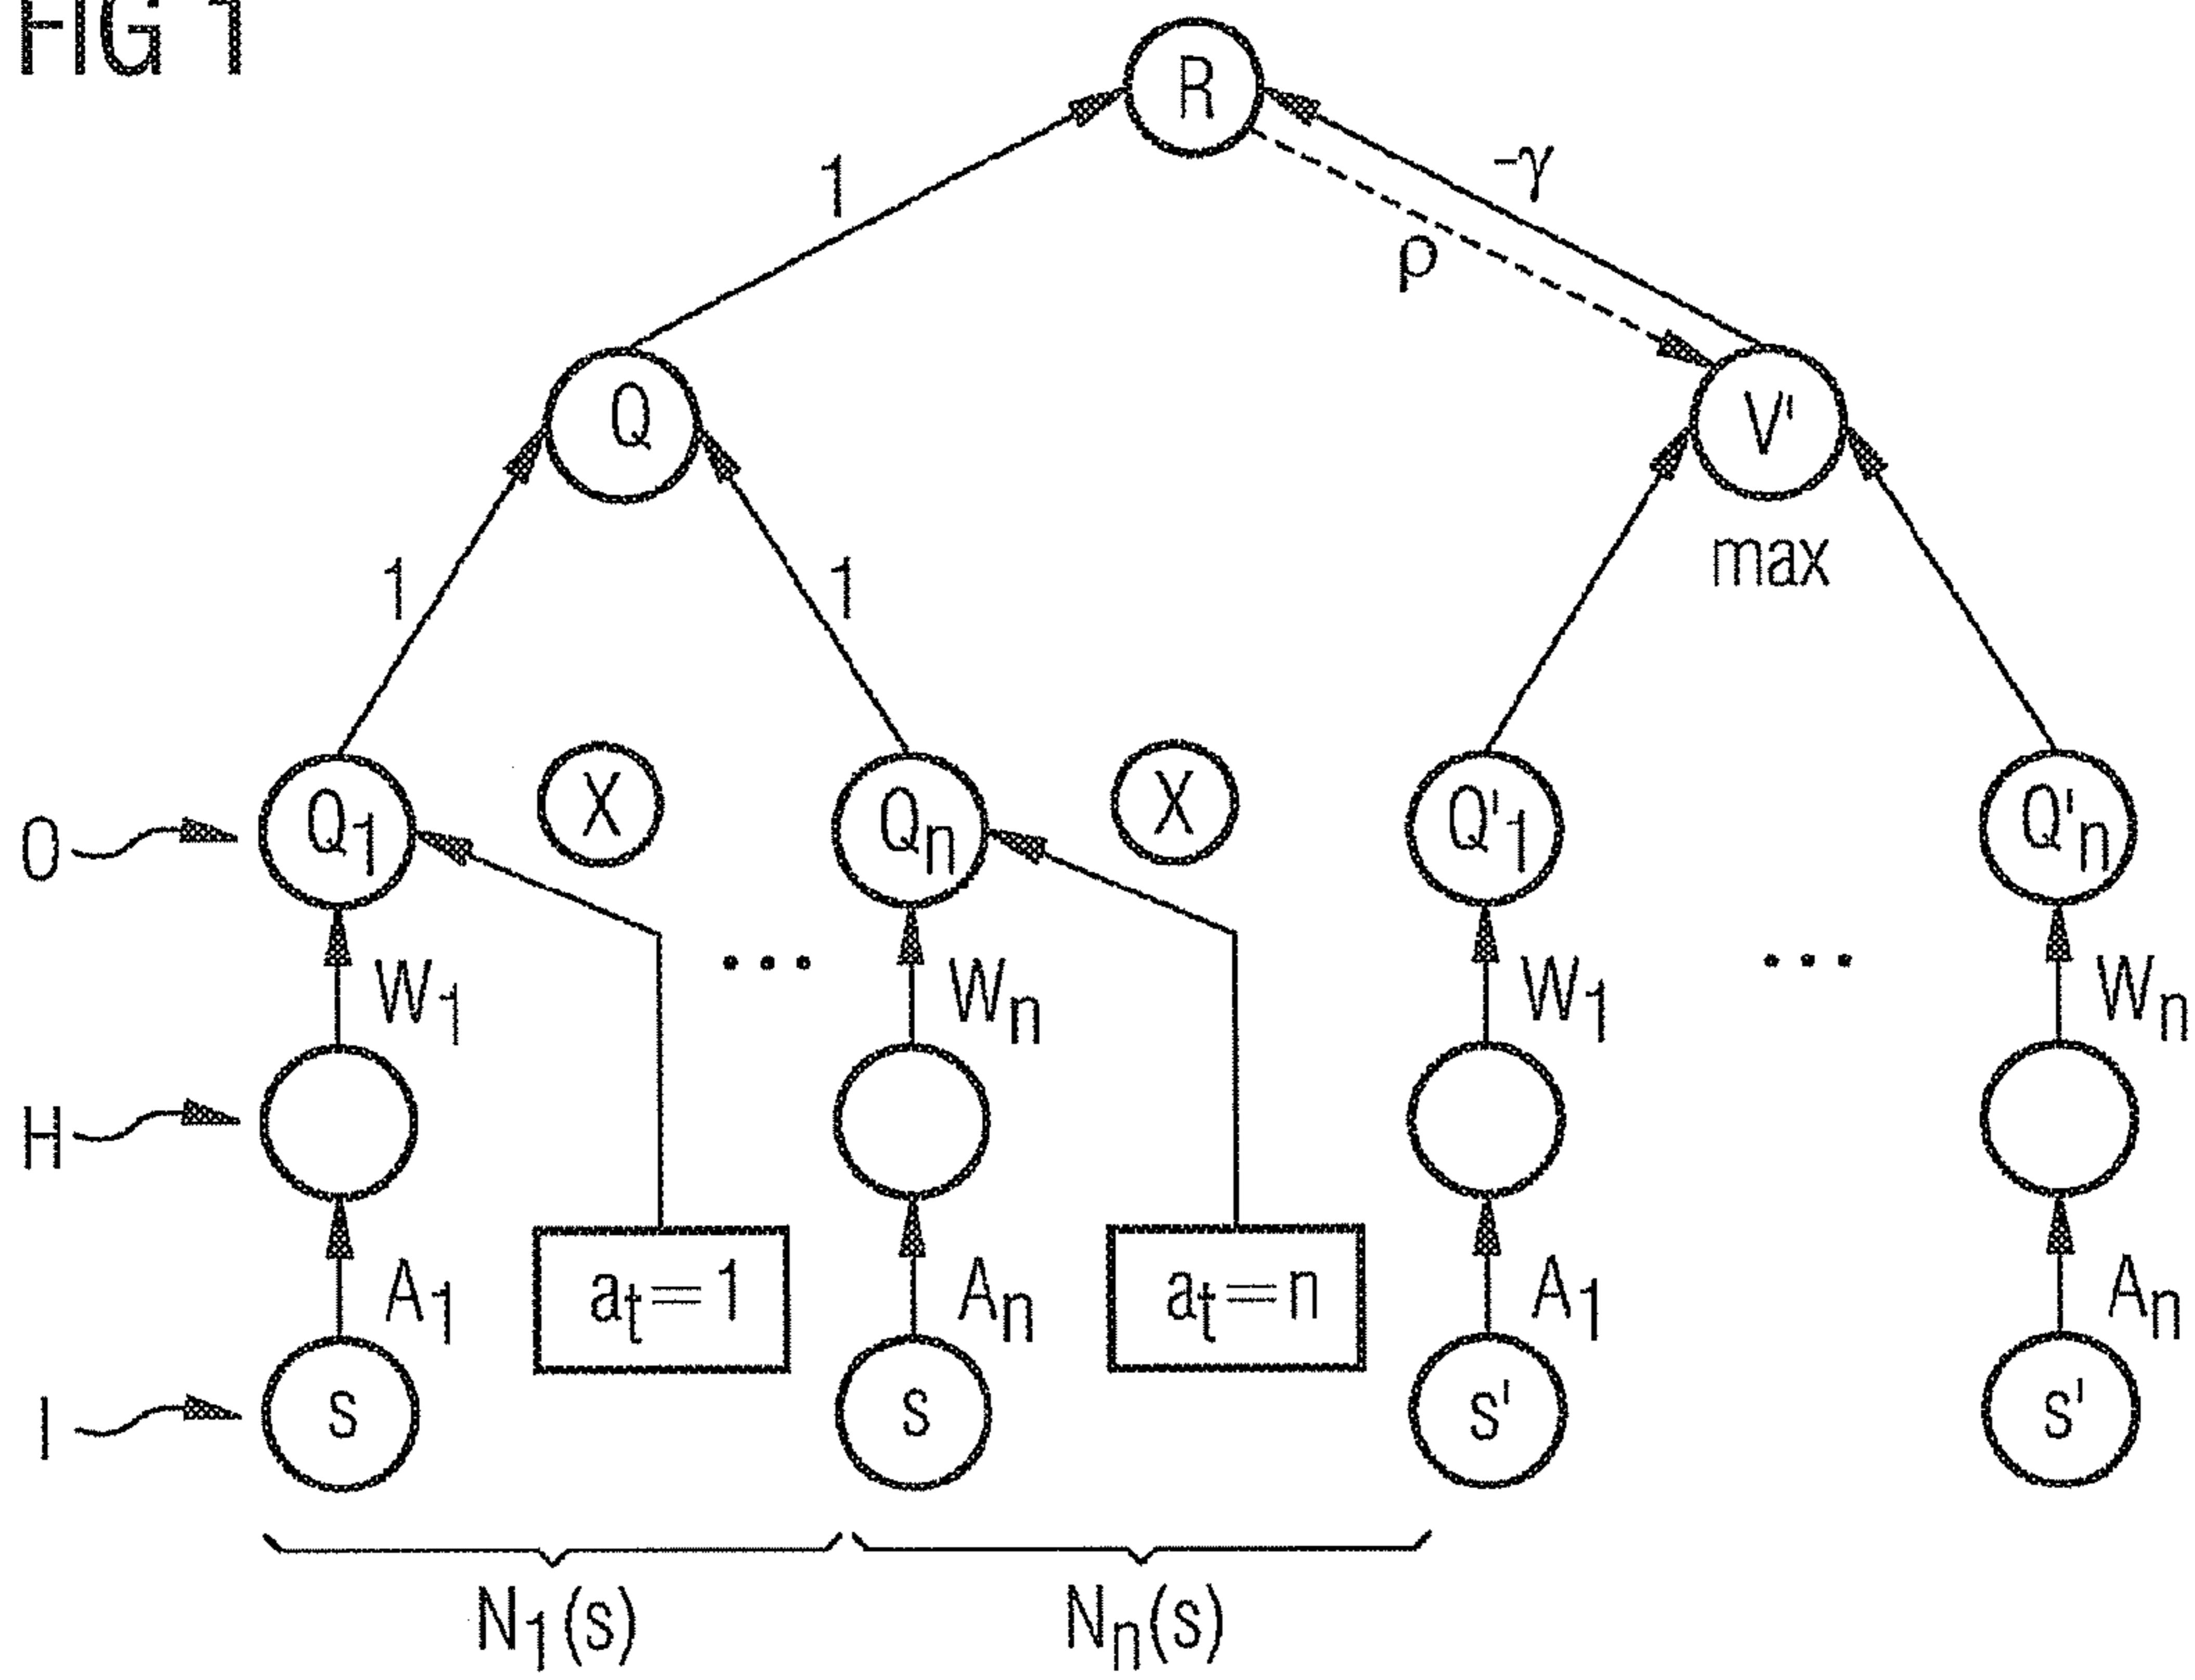 FIG 1
R
1
-γ
ρ
Q
V'
max
1
1
O
Q1
X
Qn
X
Q'1
Q'n
W1
...
Wn
W1
...
Wn
H
A1
at=1
An
at=n
A1
An
I
s
s
s'
s'
N1(s)
Nn(s)